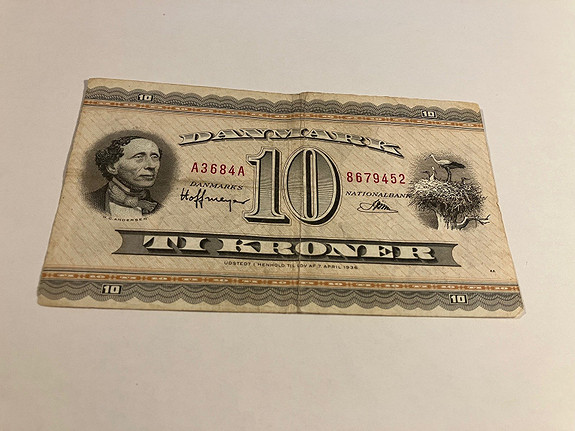 10 10
DANMARK
A3684A 10 8679452
DANMARKS NATIONALBANK
Hoffmeyer
H.C. ANDERSEN
TI KRONER
UDSTEDT I HENHOLD TIL LOV AF 7 APRIL 1936
10 10